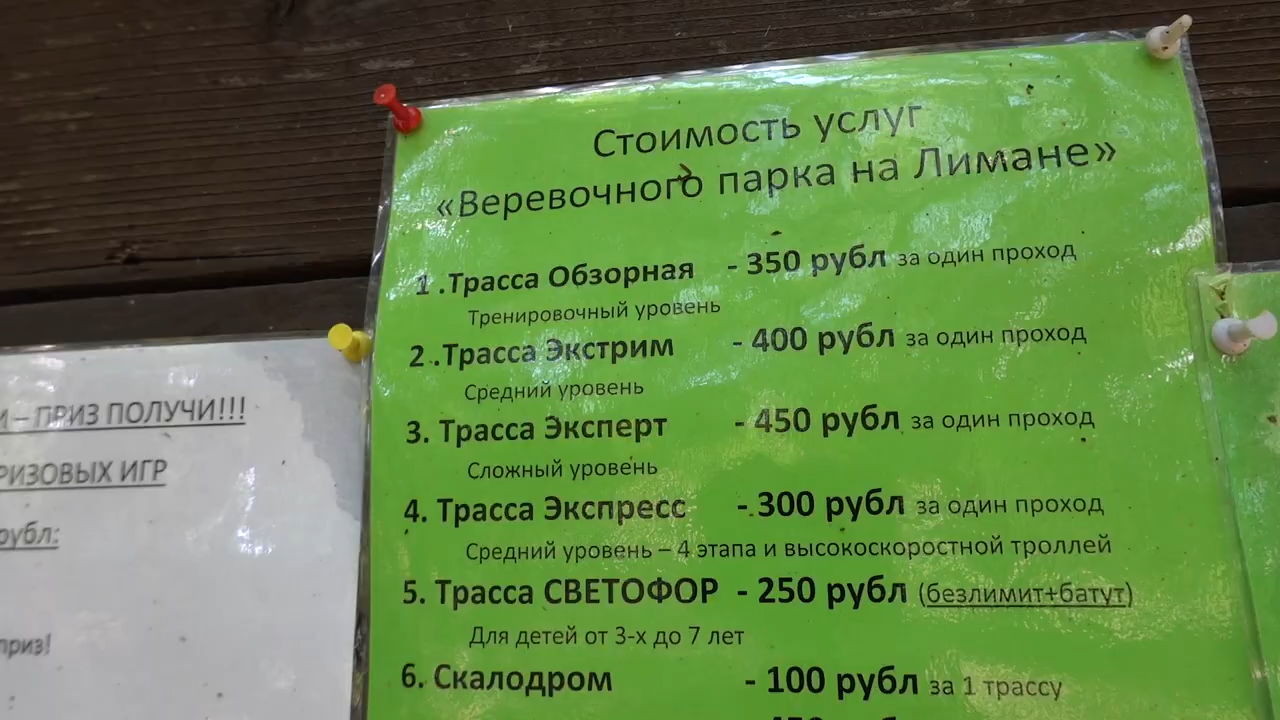 Стоимость услуг
«Веревочного парка на Лимане»
1 .Трасса Обзорная - 350 рубл за один проход
Тренировочный уровень
2 .Трасса Экстрим - 400 рубл за один проход
Средний уровень
3. Трасса Эксперт - 450 рубл за один проход
Сложный уровень
4. Трасса Экспресс - 300 рубл за один проход
Средний уровень – 4 этапа и высокоскоростной троллей
5. Трасса СВЕТОФОР - 250 рубл (безлимит+батут)
Для детей от 3-х до 7 лет
6. Скалодром - 100 рубл за 1 трассу
– ПРИЗ ПОЛУЧИ!!!
РИЗОВЫХ ИГР
рубл:
приз!